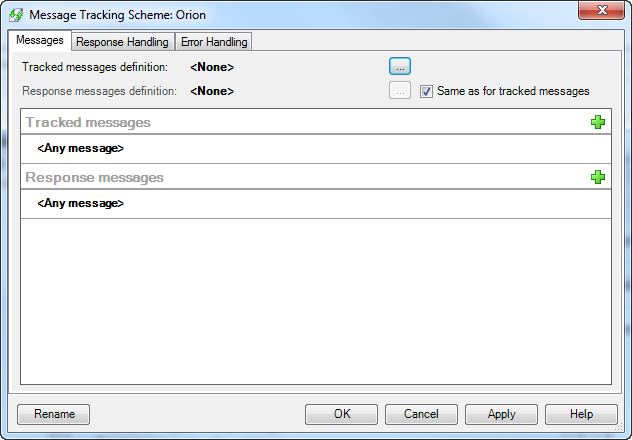 Message Tracking Scheme: Orion
Messages Response Handling Error Handling
Tracked messages definition: <None> ...
Response messages definition: <None> ... Same as for tracked messages
Tracked messages
<Any message>
Response messages
<Any message>
Rename OK Cancel Apply Help